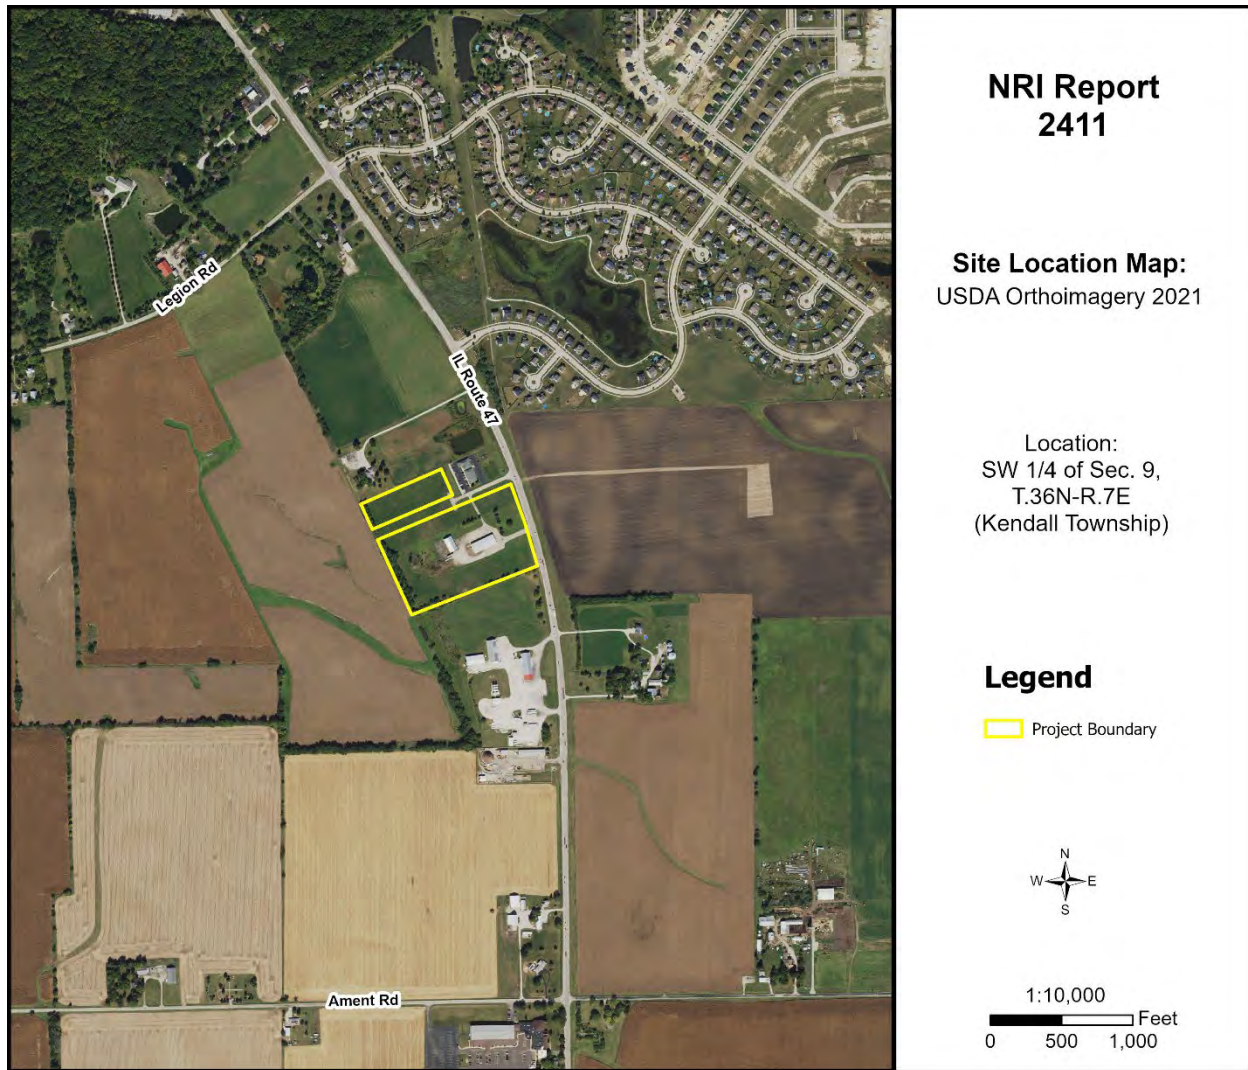 NRI Report
2411
Site Location Map:
USDA Orthoimagery 2021
Location:
SW 1/4 of Sec. 9,
T.36N-R.7E
(Kendall Township)
Legend
Project Boundary
N
W E
S
1:10,000
Feet
0 500 1,000
Legion Rd
IL Route 47
Ament Rd